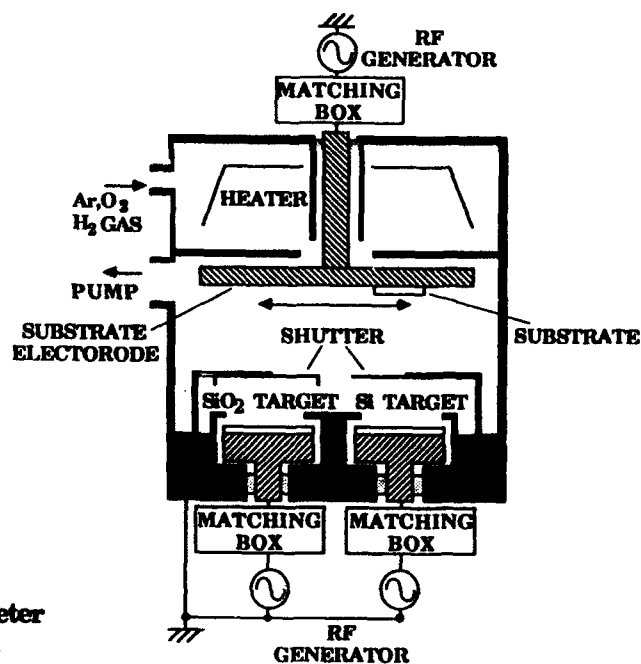 RF
GENERATOR
MATCHING
BOX
HEATER
Ar,O₂
H₂ GAS
PUMP
SUBSTRATE
ELECTORODE
SHUTTER
SUBSTRATE
SiO₂ TARGET
Si TARGET
MATCHING
BOX
MATCHING
BOX
eter
RF
GENERATOR